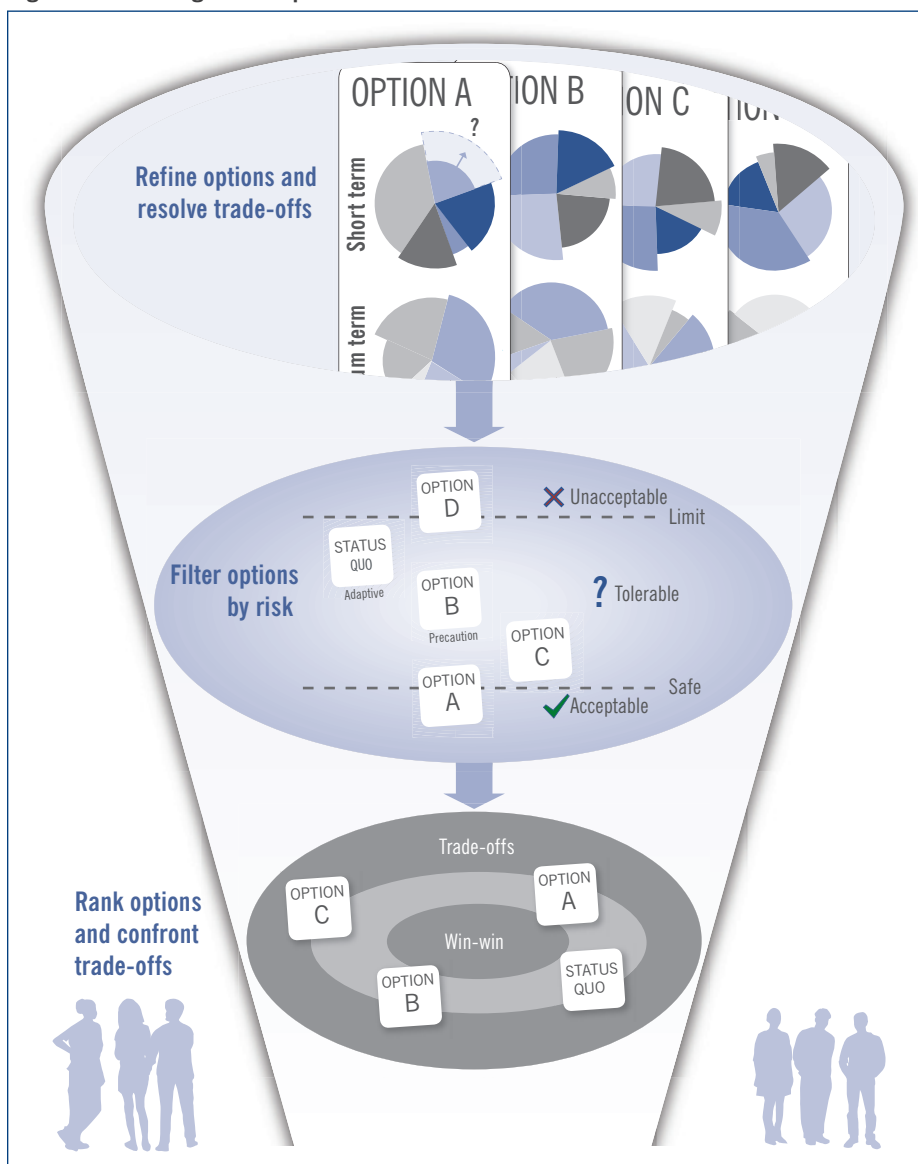 OPTION A
ION B
ON C
?
Refine options and
resolve trade-offs
Short term
um term
OPTION
D
Unacceptable
Limit
STATUS
QUO
Adaptive
Filter options
by risk
OPTION
B
Precaution
? Tolerable
OPTION
C
OPTION
A
Safe
Acceptable
Trade-offs
Rank options
and confront
trade-offs
OPTION
C
OPTION
A
Win-win
OPTION
B
STATUS
QUO